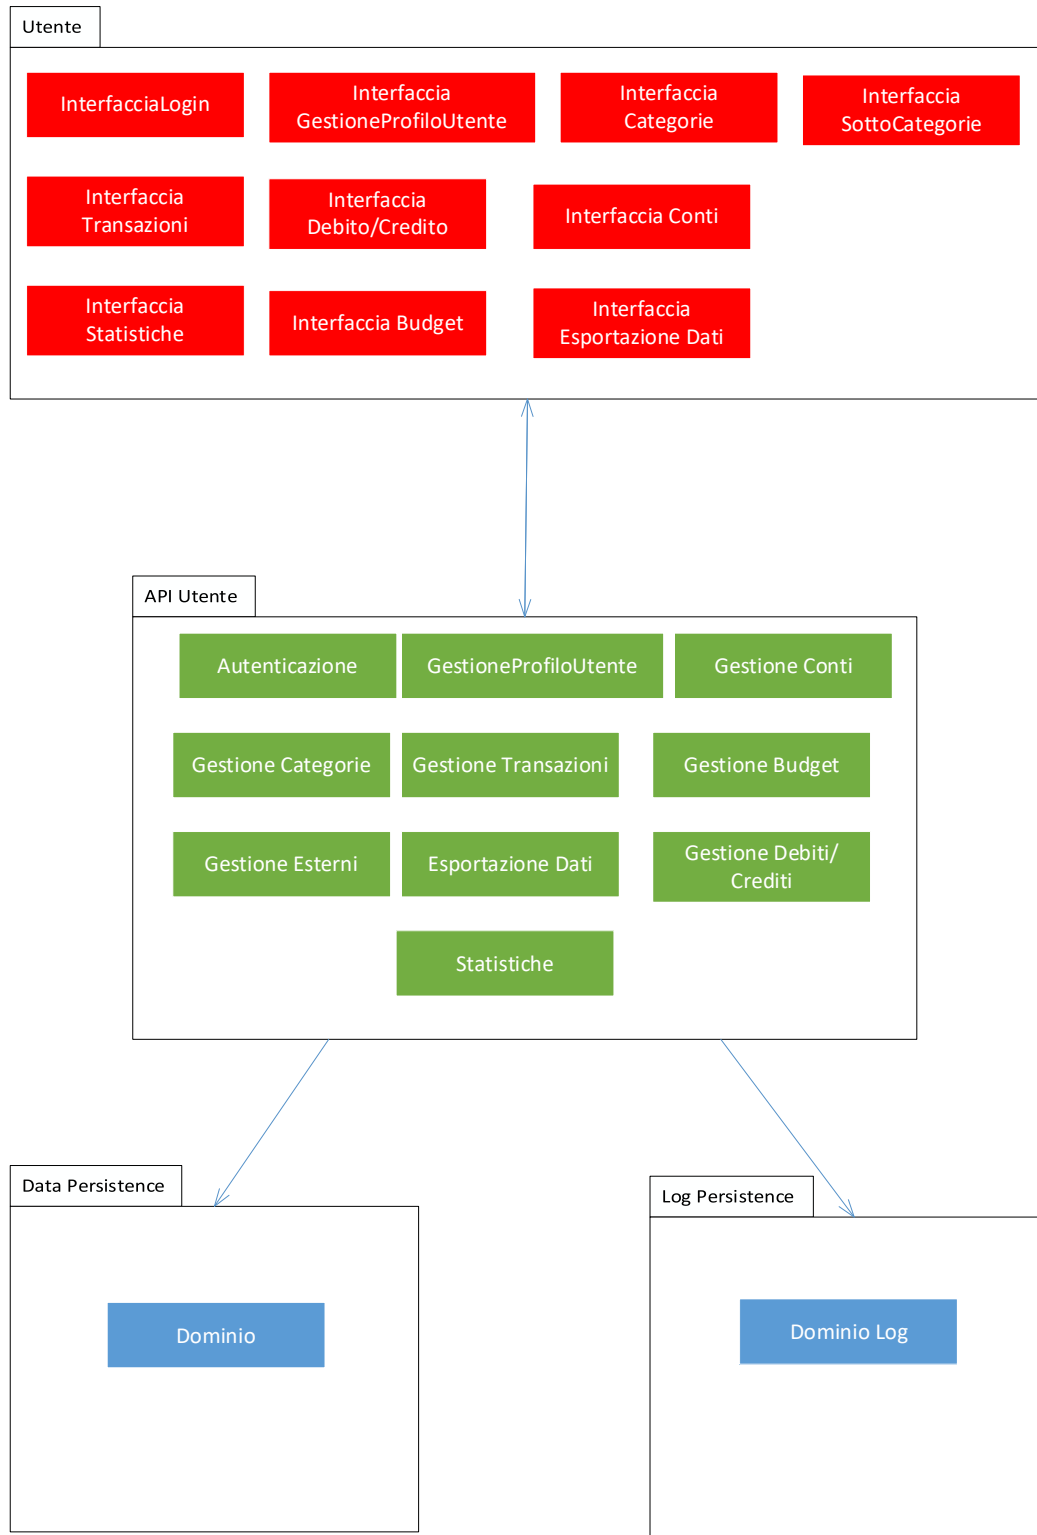 Utente
InterfacciaLogin
Interfaccia
GestioneProfiloUtente
Interfaccia
Categorie
Interfaccia
SottoCategorie
Interfaccia
Transazioni
Interfaccia
Debito/Credito
Interfaccia Conti
Interfaccia
Statistiche
Interfaccia Budget
Interfaccia
Esportazione Dati
API Utente
Autenticazione
GestioneProfiloUtente
Gestione Conti
Gestione Categorie
Gestione Transazioni
Gestione Budget
Gestione Esterni
Esportazione Dati
Gestione Debiti/
Crediti
Statistiche
Data Persistence
Dominio
Log Persistence
Dominio Log